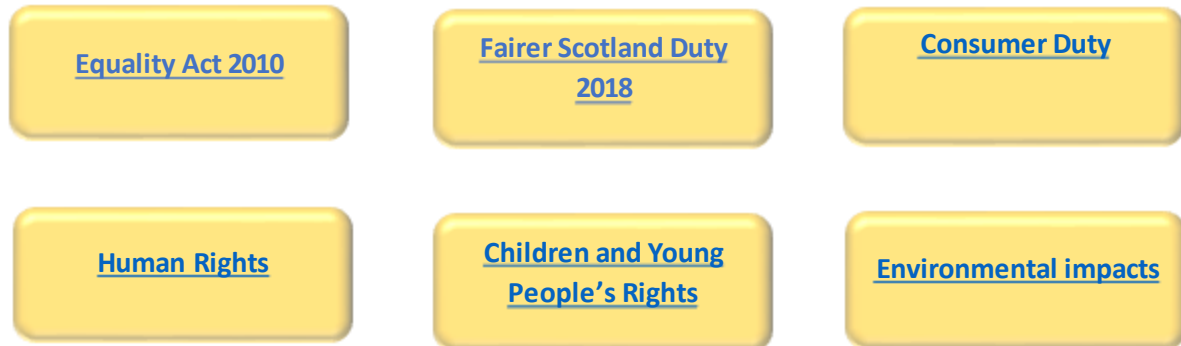 Equality Act 2010
Fairer Scotland Duty
2018
Consumer Duty
Human Rights
Children and Young
People’s Rights
Environmental impacts